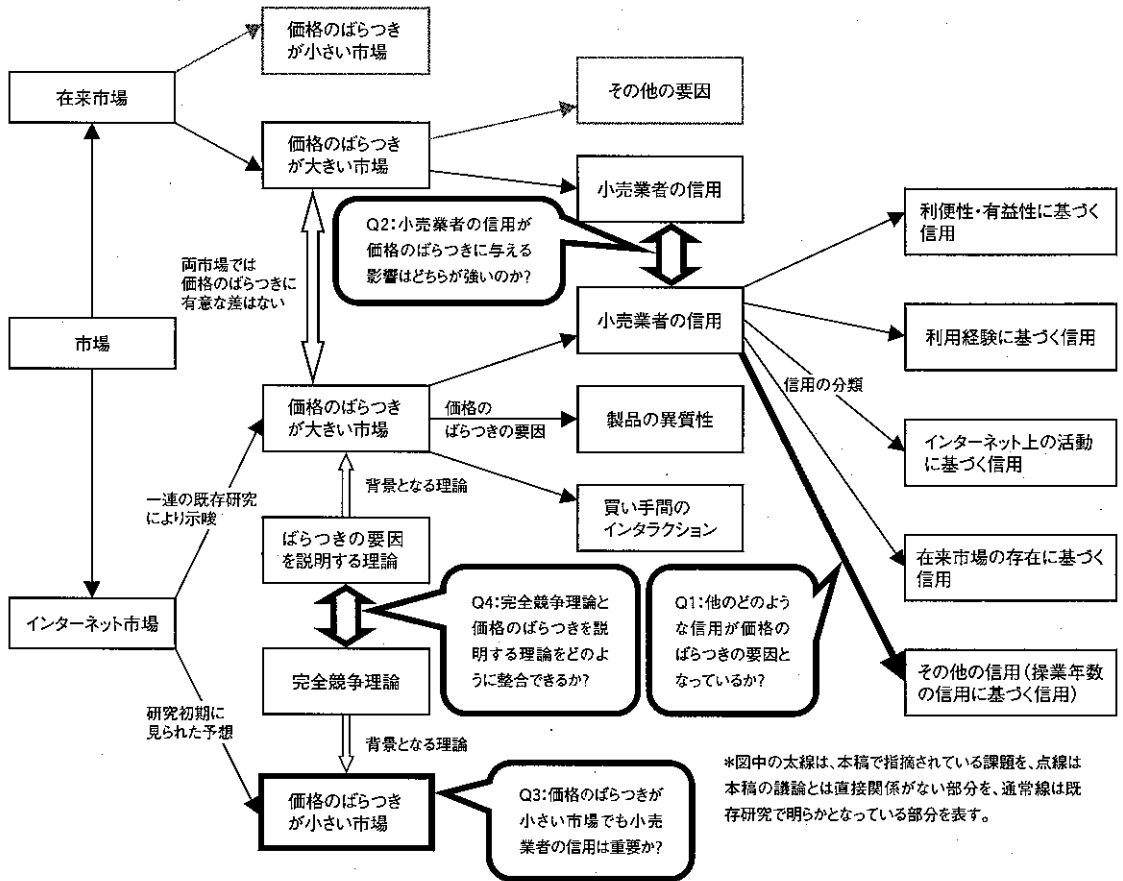 価格のばらつき
が小さい市場
在来市場
その他の要因
価格のばらつき
が大きい市場
小売業者の信用
利便性・有益性に基づく
信用
Q2：小売業者の信用が
価格のばらつきに与える
影響はどちらが強いのか？
両市場では
価格のばらつきに
有意な差はない
市場
小売業者の信用
利用経験に基づく信用
信用の分類
価格のばらつき
が大きい市場
価格の
ばらつきの要因
製品の異質性
インターネット上の活動
に基づく信用
一連の既存研究
により示唆
背景となる理論
買い手間の
インタラクション
ばらつきの要因
を説明する理論
在来市場の存在に基づく
信用
インターネット市場
Q4：完全競争理論と
価格のばらつきを説
明する理論をどのよ
うに整合できるか？
Q1：他のどのよう
な信用が価格の
ばらつきの要因と
なっているか？
完全競争理論
その他の信用（操業年数
の信用に基づく信用）
研究初期に
見られた予想
背景となる理論
価格のばらつき
が小さい市場
Q3：価格のばらつきが
小さい市場でも小売
業者の信用は重要か？
＊図中の太線は、本稿で指摘されている課題を、点線は
本稿の議論とは直接関係がない部分を、通常線は既
存研究で明らかとなっている部分を表す。